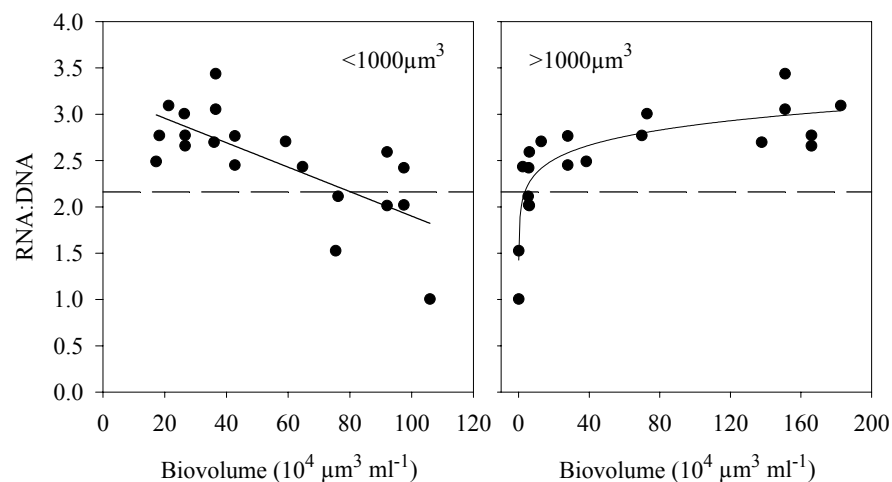 4.0
3.5
3.0
2.5
2.0
1.5
1.0
0.5
0.0
RNA:DNA
<1000µm³
>1000µm³
0 20 40 60 80 100 120
0 40 80 120 160 200
Biovolume (10⁴ µm³ ml⁻¹)
Biovolume (10⁴ µm³ ml⁻¹)